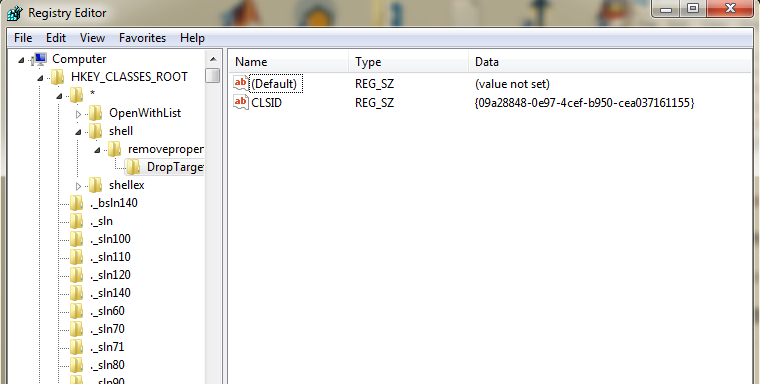 Registry Editor
File Edit View Favorites Help
Computer
HKEY_CLASSES_ROOT
*
OpenWithList
shell
removeproper
DropTarge
shellex
._bsln140
._sln
._sln100
._sln110
._sln120
._sln140
._sln60
._sln70
._sln71
._sln80
._sln90
Name Type Data
ab (Default) REG_SZ (value not set)
ab CLSID REG_SZ {09a28848-0e97-4cef-b950-cea037161155}